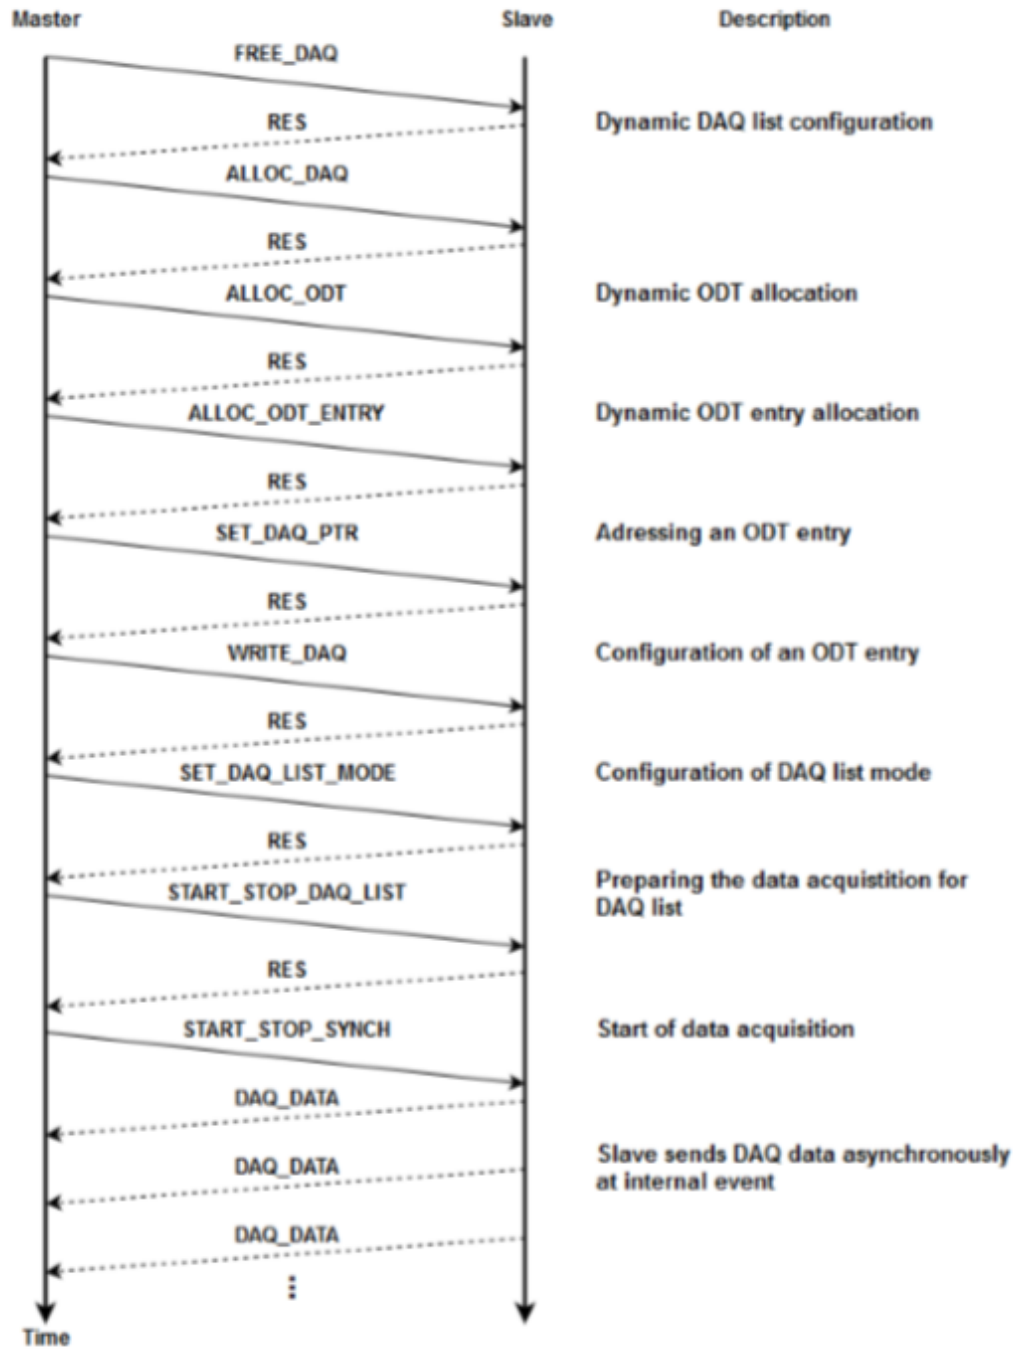 Master Slave Description
FREE_DAQ
RES Dynamic DAQ list configuration
ALLOC_DAQ
RES
ALLOC_ODT Dynamic ODT allocation
RES
ALLOC_ODT_ENTRY Dynamic ODT entry allocation
RES
SET_DAQ_PTR Adressing an ODT entry
RES
WRITE_DAQ Configuration of an ODT entry
RES
SET_DAQ_LIST_MODE Configuration of DAQ list mode
RES
START_STOP_DAQ_LIST Preparing the data acquistition for
DAQ list
RES
START_STOP_SYNCH Start of data acquisition
DAQ_DATA
DAQ_DATA Slave sends DAQ data asynchronously
at internal event
DAQ_DATA
Time